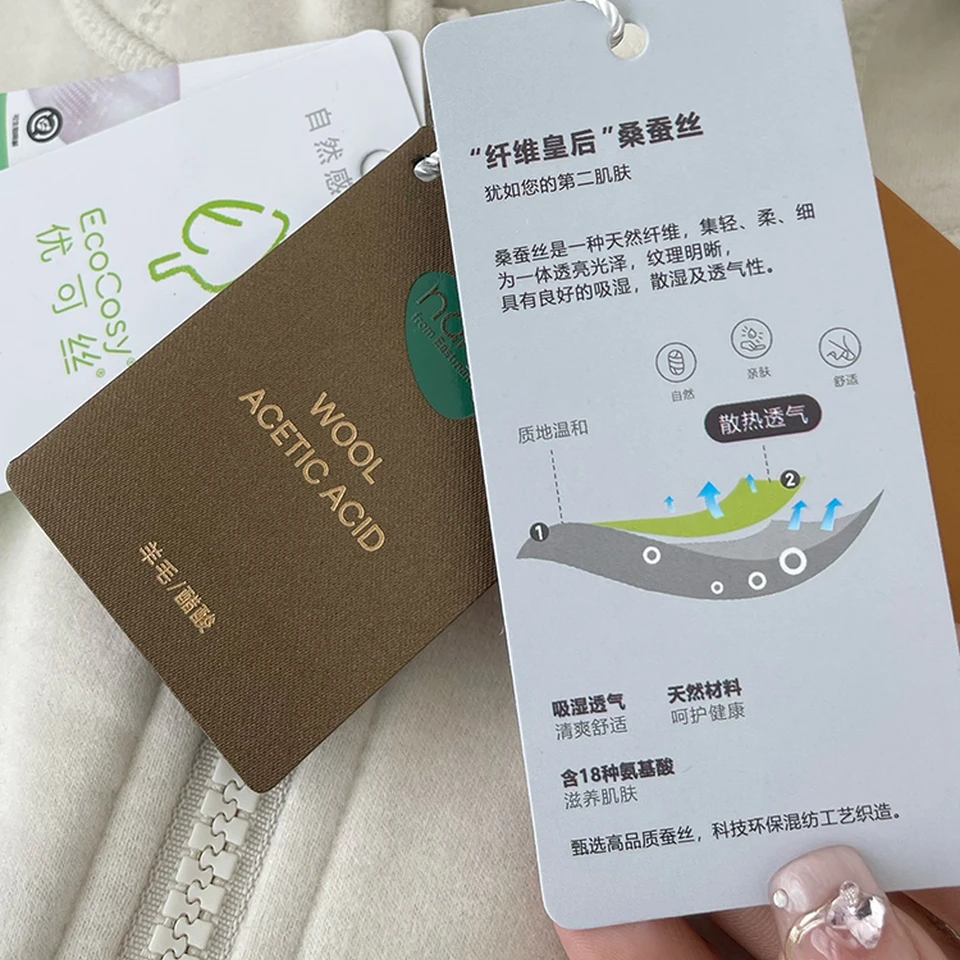 自然感
EcoCosy®
优可丝®
from Eastman
WOOL
ACETIC ACID
羊毛/醋酸
“纤维皇后”桑蚕丝
犹如您的第二肌肤
桑蚕丝是一种天然纤维，集轻、柔、细
为一体透亮光泽，纹理明晰，
具有良好的吸湿，散湿及透气性。
自然
亲肤
舒适
质地温和
散热透气
1
2
吸湿透气
清爽舒适
天然材料
呵护健康
含18种氨基酸
滋养肌肤
甄选高品质蚕丝，科技环保混纺工艺织造。